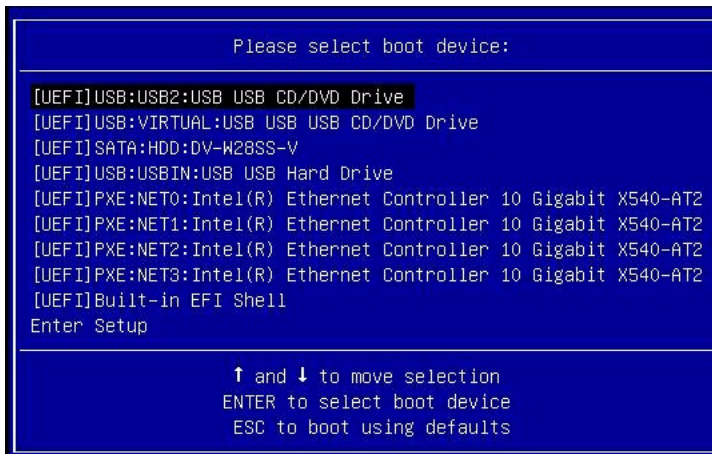 Please select boot device:
[UEFI]USB:USB2:USB USB CD/DVD Drive
[UEFI]USB:VIRTUAL:USB USB USB CD/DVD Drive
[UEFI]SATA:HDD:DV-W28SS-V
[UEFI]USB:USBIN:USB USB Hard Drive
[UEFI]PXE:NET0:Intel(R) Ethernet Controller 10 Gigabit X540-AT2
[UEFI]PXE:NET1:Intel(R) Ethernet Controller 10 Gigabit X540-AT2
[UEFI]PXE:NET2:Intel(R) Ethernet Controller 10 Gigabit X540-AT2
[UEFI]PXE:NET3:Intel(R) Ethernet Controller 10 Gigabit X540-AT2
[UEFI]Built-in EFI Shell
Enter Setup
↑ and ↓ to move selection
ENTER to select boot device
ESC to boot using defaults